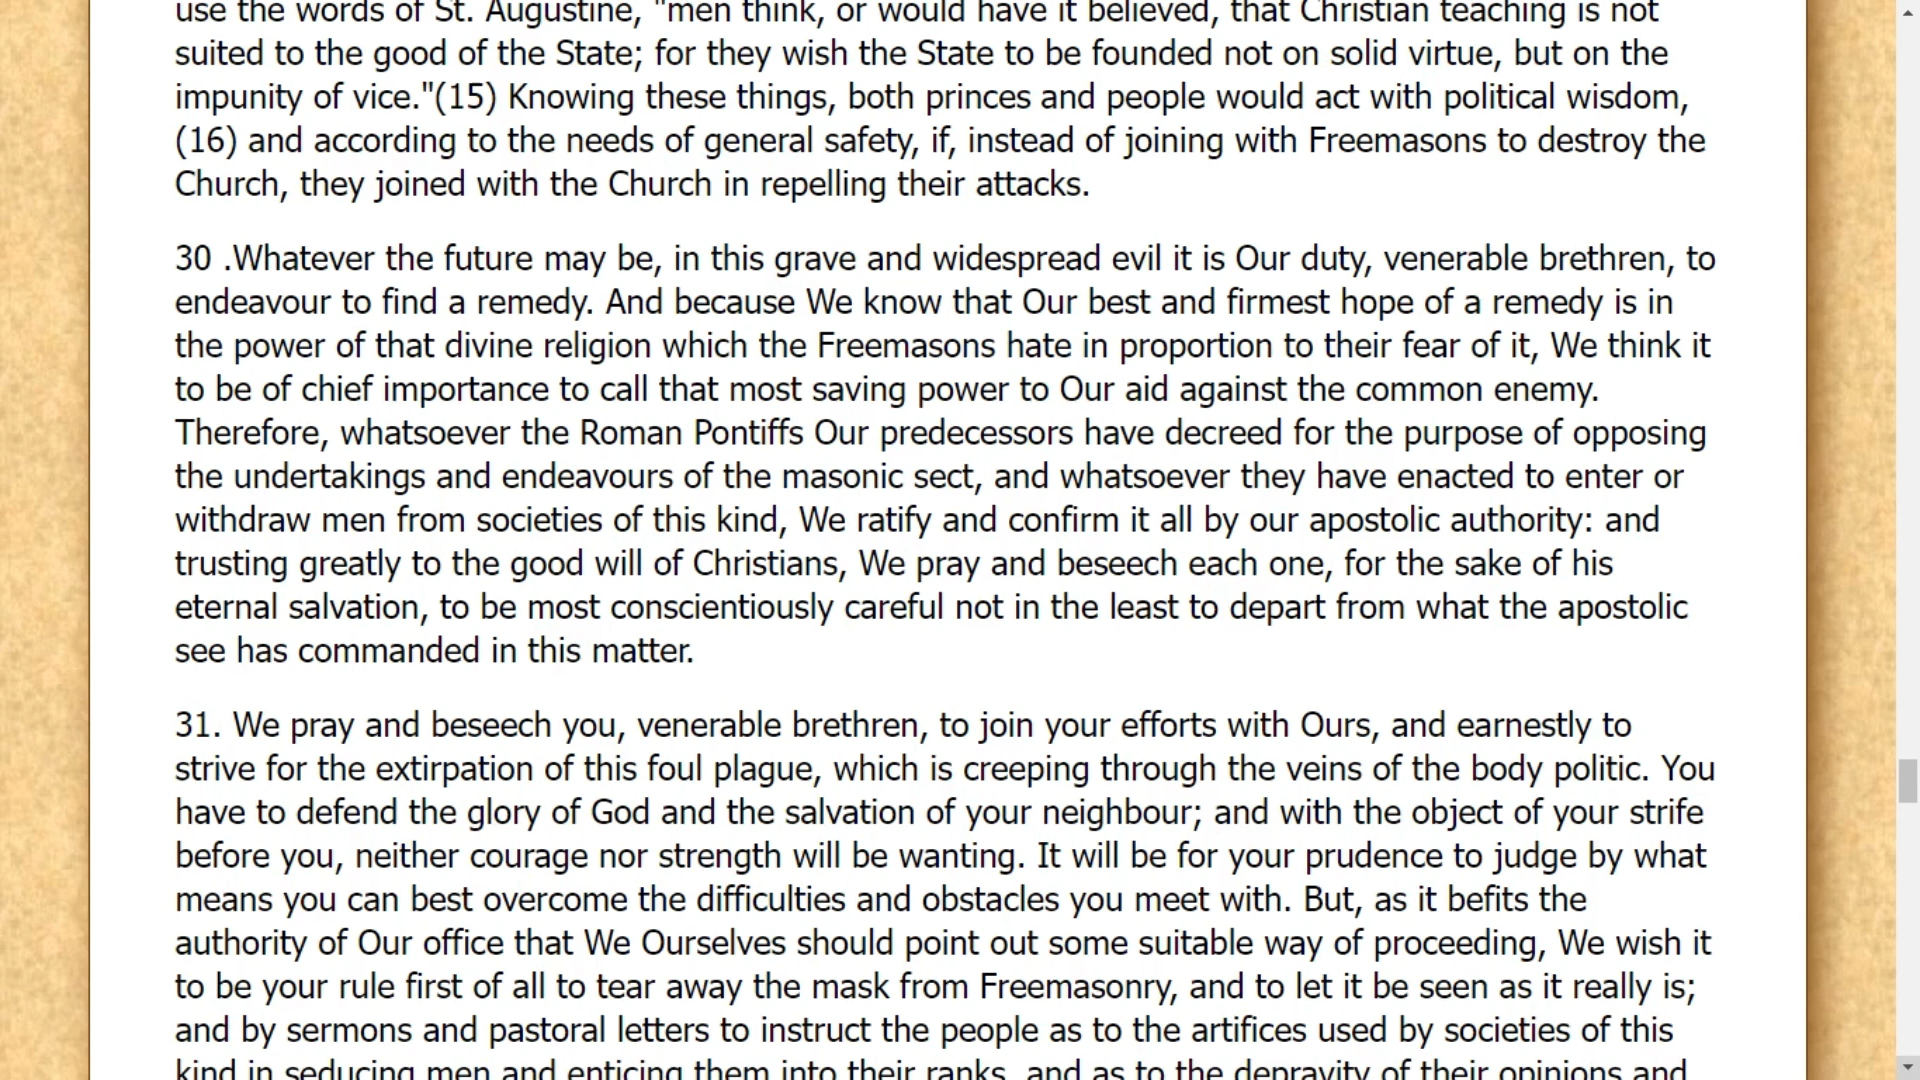 use the words of St. Augustine, "men think, or would have it believed, that Christian teaching is not
suited to the good of the State; for they wish the State to be founded not on solid virtue, but on the
impunity of vice."(15) Knowing these things, both princes and people would act with political wisdom,
(16) and according to the needs of general safety, if, instead of joining with Freemasons to destroy the
Church, they joined with the Church in repelling their attacks.
30 .Whatever the future may be, in this grave and widespread evil it is Our duty, venerable brethren, to
endeavour to find a remedy. And because We know that Our best and firmest hope of a remedy is in
the power of that divine religion which the Freemasons hate in proportion to their fear of it, We think it
to be of chief importance to call that most saving power to Our aid against the common enemy.
Therefore, whatsoever the Roman Pontiffs Our predecessors have decreed for the purpose of opposing
the undertakings and endeavours of the masonic sect, and whatsoever they have enacted to enter or
withdraw men from societies of this kind, We ratify and confirm it all by our apostolic authority: and
trusting greatly to the good will of Christians, We pray and beseech each one, for the sake of his
eternal salvation, to be most conscientiously careful not in the least to depart from what the apostolic
see has commanded in this matter.
31. We pray and beseech you, venerable brethren, to join your efforts with Ours, and earnestly to
strive for the extirpation of this foul plague, which is creeping through the veins of the body politic. You
have to defend the glory of God and the salvation of your neighbour; and with the object of your strife
before you, neither courage nor strength will be wanting. It will be for your prudence to judge by what
means you can best overcome the difficulties and obstacles you meet with. But, as it befits the
authority of Our office that We Ourselves should point out some suitable way of proceeding, We wish it
to be your rule first of all to tear away the mask from Freemasonry, and to let it be seen as it really is;
and by sermons and pastoral letters to instruct the people as to the artifices used by societies of this
kind in seducing men and enticing them into their ranks, and as to the depravity of their opinions and